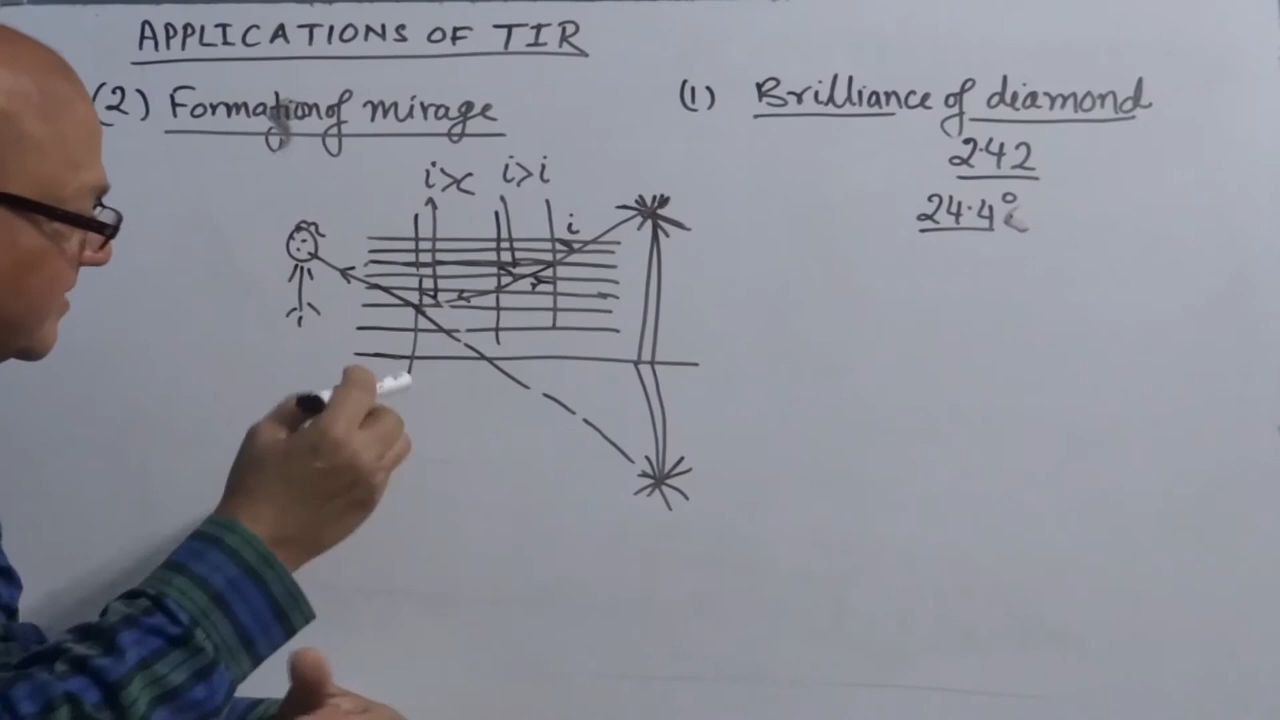 APPLICATIONS OF TIR
(2) Formation of mirage
i>c i>i
i
(1) Brilliance of diamond
2.42
24.4°